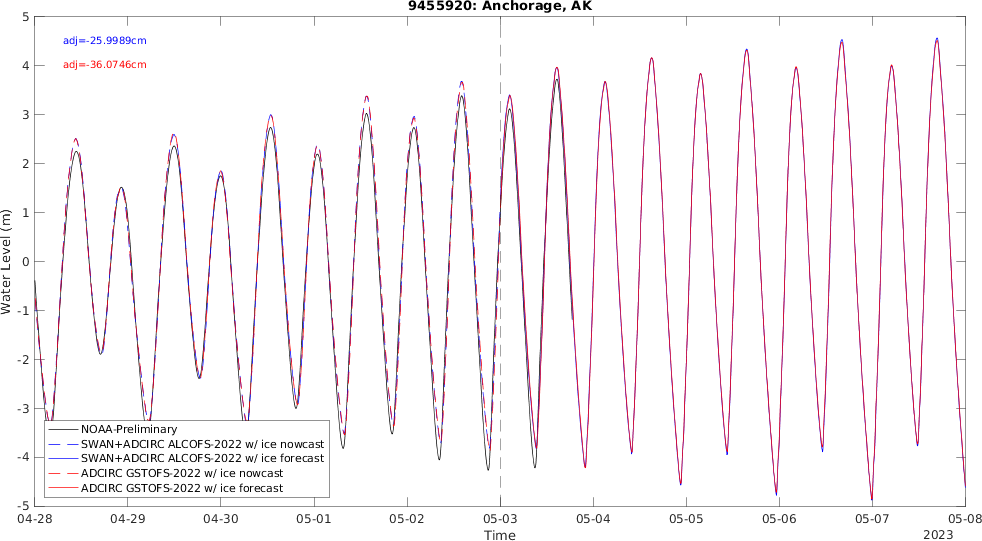 9455920: Anchorage, AK
adj=-25.9989cm
adj=-36.0746cm
Water Level (m)
5
4
3
2
1
0
-1
-2
-3
-4
-5
NOAA-Preliminary
SWAN+ADCIRC ALCOFS-2022 w/ ice nowcast
SWAN+ADCIRC ALCOFS-2022 w/ ice forecast
ADCIRC GSTOFS-2022 w/ ice nowcast
ADCIRC GSTOFS-2022 w/ ice forecast
04-28 04-29 04-30 05-01 05-02 05-03 05-04 05-05 05-06 05-07 05-08
Time
2023